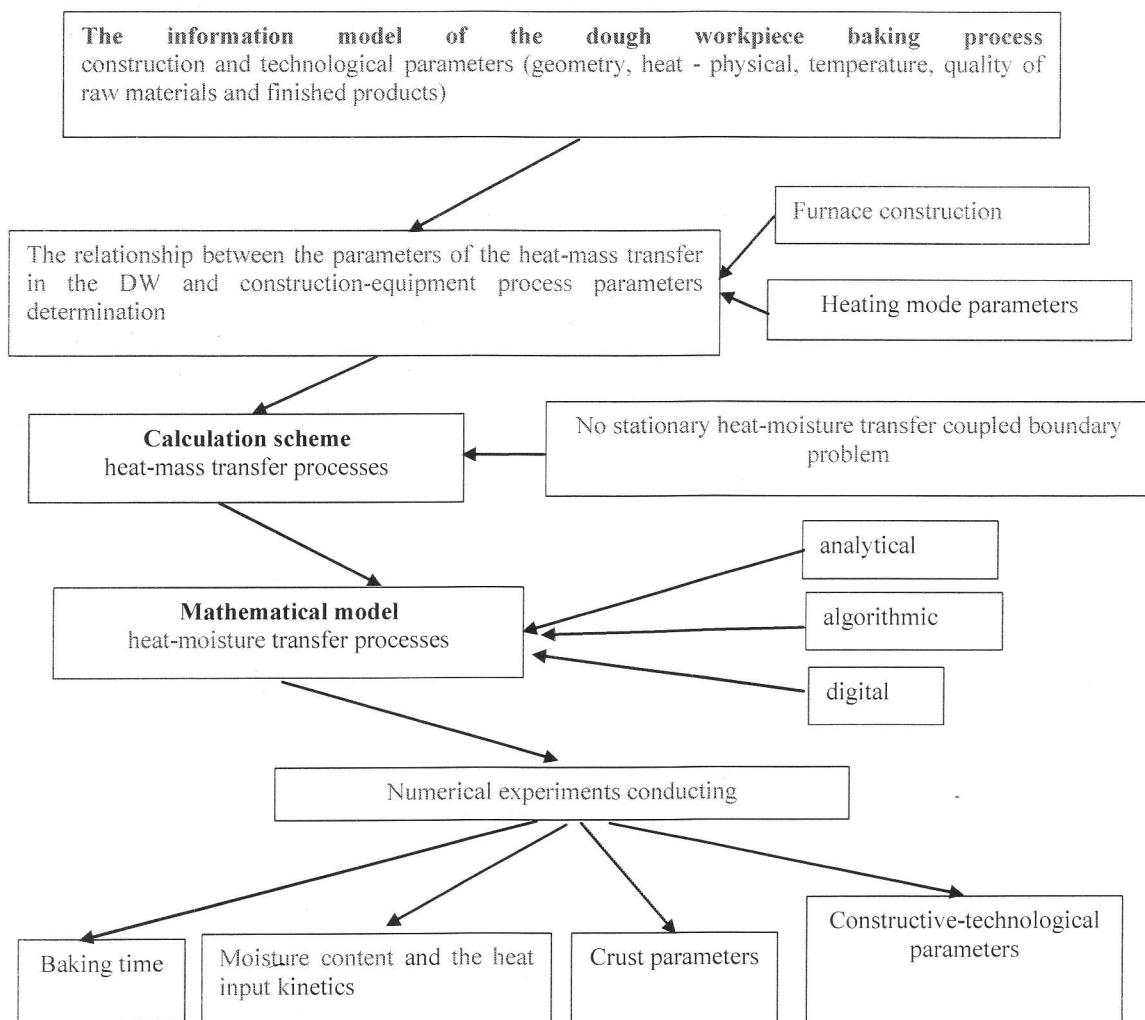 The information model of the dough workpiece baking process
construction and technological parameters (geometry, heat - physical, temperature, quality of
raw materials and finished products)
Furnace construction
The relationship between the parameters of the heat-mass transfer
in the DW and construction-equipment process parameters
determination
Heating mode parameters
Calculation scheme
heat-mass transfer processes
No stationary heat-moisture transfer coupled boundary
problem
analytical
Mathematical model
heat-moisture transfer processes
algorithmic
digital
Numerical experiments conducting
Baking time
Moisture content and the heat
input kinetics
Crust parameters
Constructive-technological
parameters